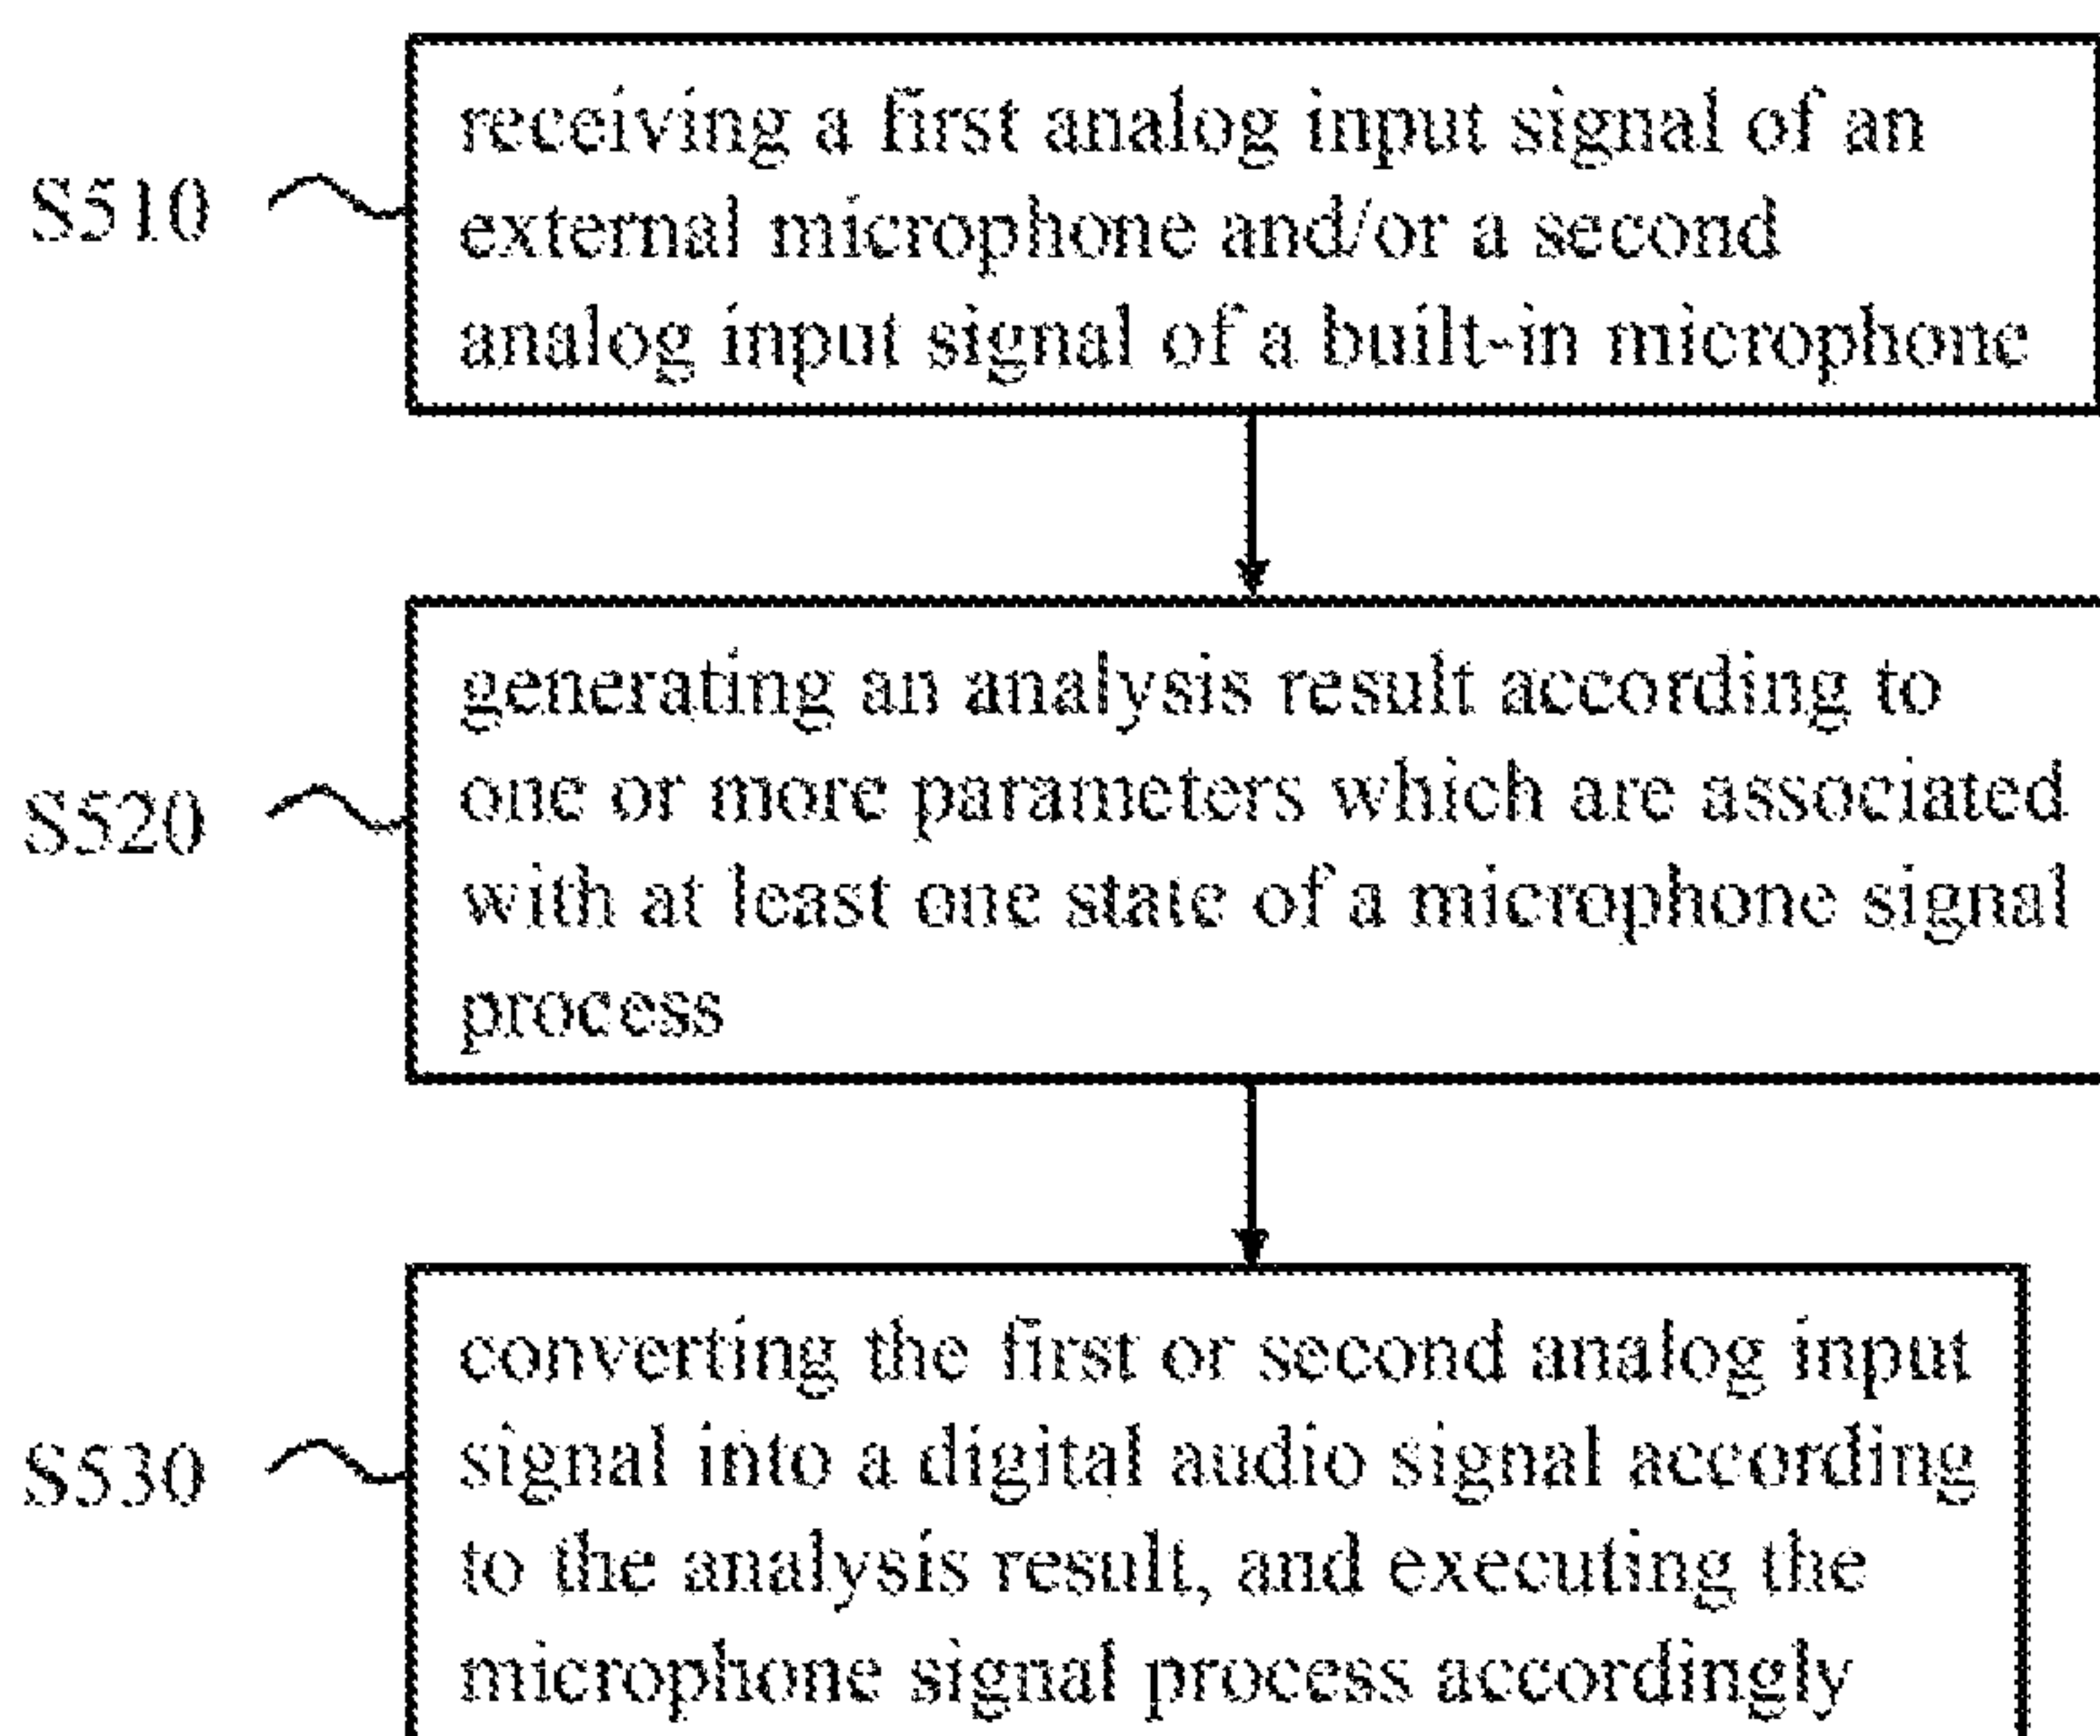 S510
receiving a first analog input signal of an
external microphone and/or a second
analog input signal of a built-in microphone
S520
generating an analysis result according to
one or more parameters which are associated
with at least one state of a microphone signal
process
S530
converting the first or second analog input
signal into a digital audio signal according
to the analysis result, and executing the
microphone signal process accordingly